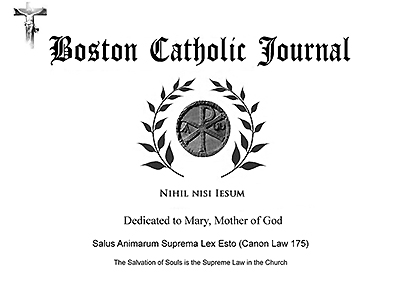 Boston Catholic Journal
Α Ω
Nihil nisi Iesum
Dedicated to Mary, Mother of God
Salus Animarum Suprema Lex Esto (Canon Law 175)
The Salvation of Souls is the Supreme Law in the Church